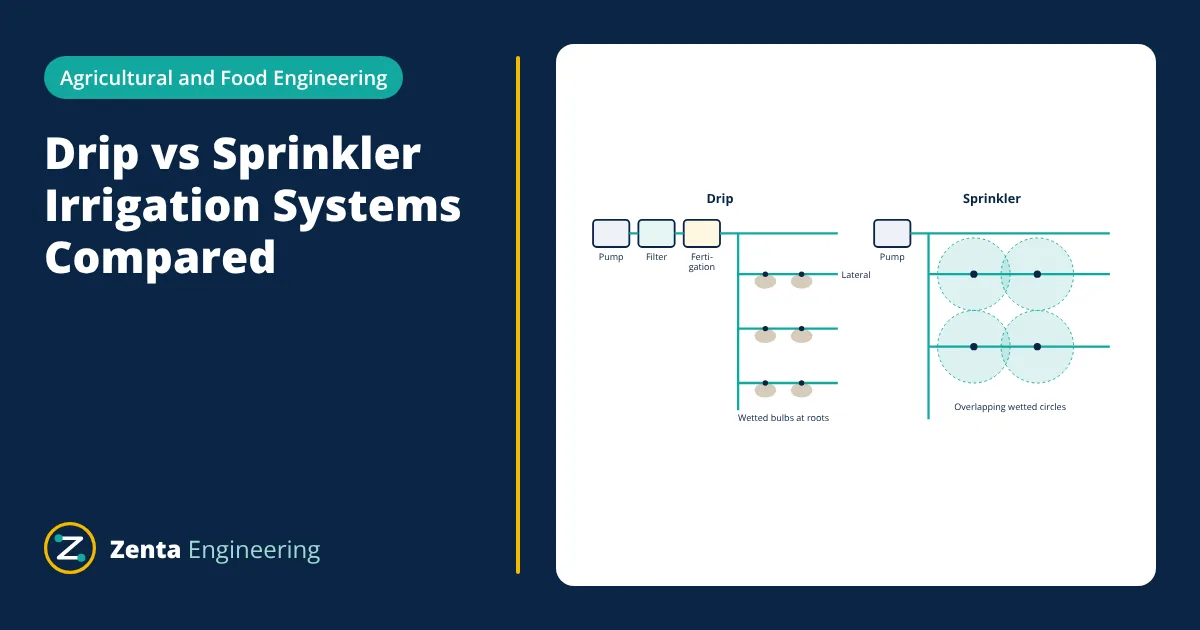 Agricultural and Food Engineering
Drip vs Sprinkler
Irrigation Systems
Compared
Zenta Engineering
Drip
Pump
Filter
Ferti-
gation
Lateral
Wetted bulbs at roots
Sprinkler
Pump
Overlapping wetted circles